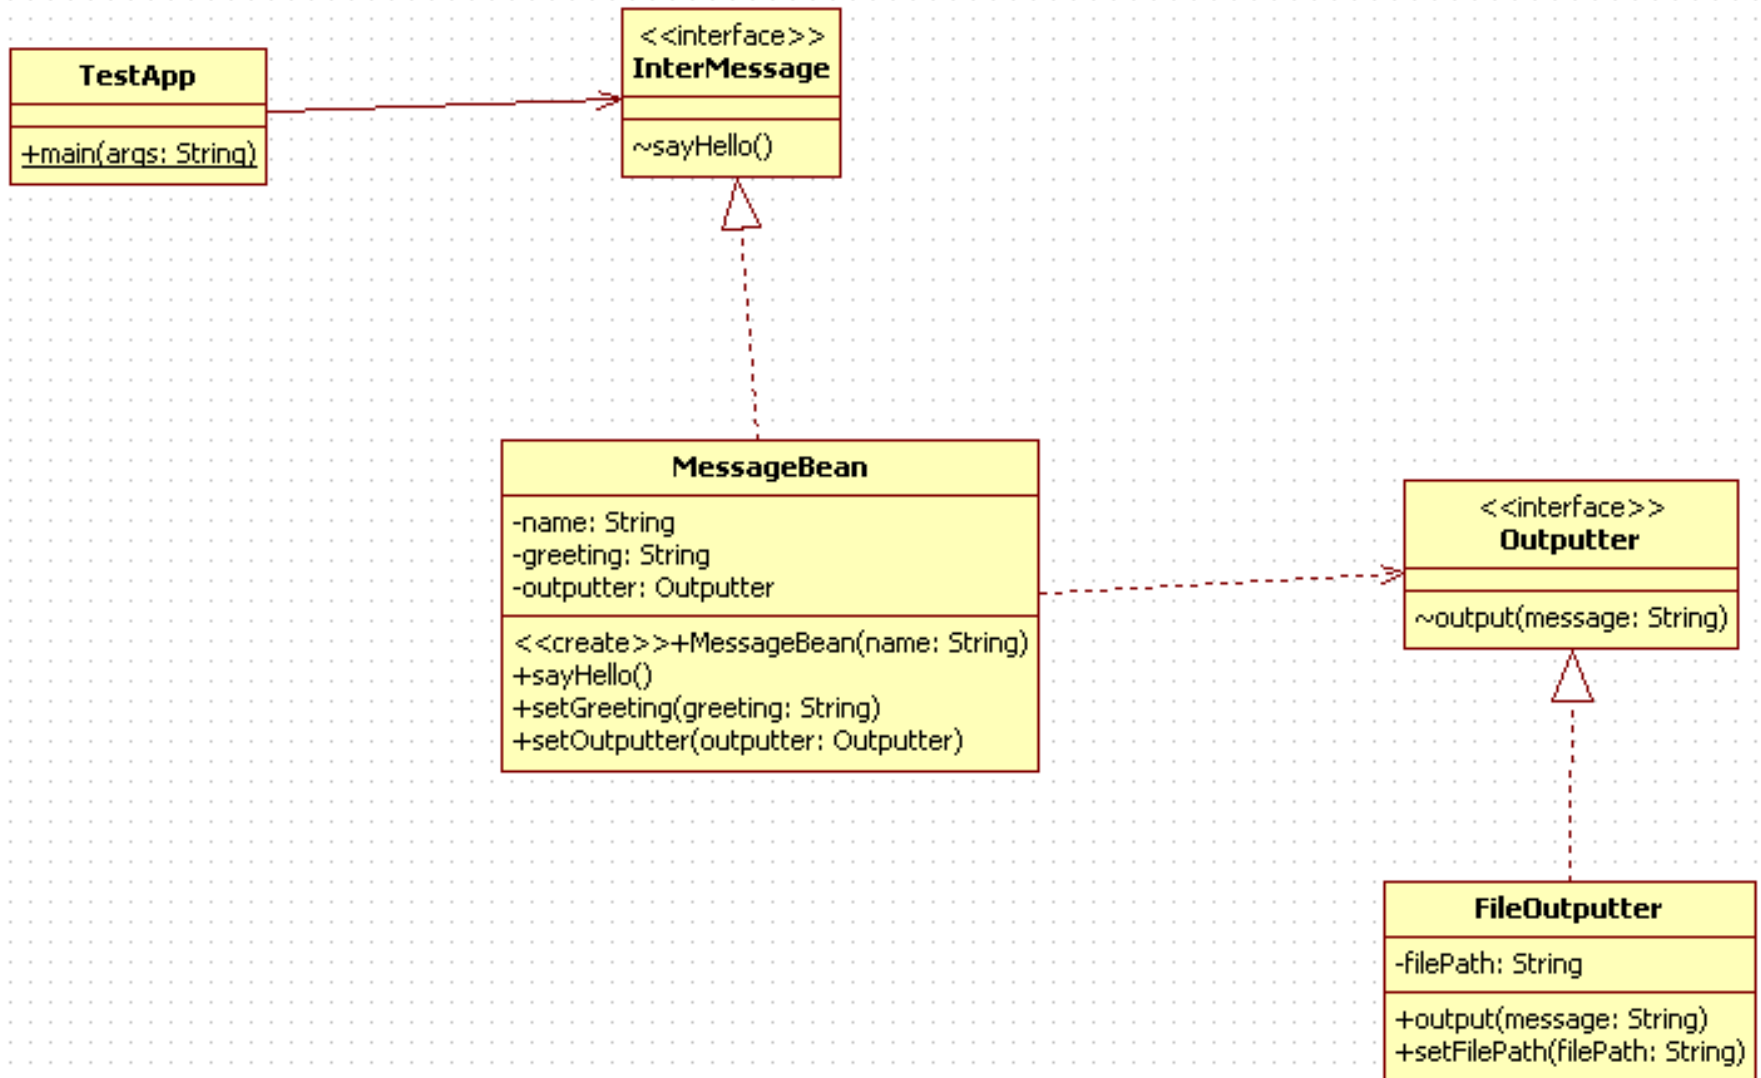 TestApp
+main(args: String)
<<interface>>
InterMessage
~sayHello()
MessageBean
-name: String
-greeting: String
-outputter: Outputter
<<create>>+MessageBean(name: String)
+sayHello()
+setGreeting(greeting: String)
+setOutputter(outputter: Outputter)
<<interface>>
Outputter
~output(message: String)
FileOutputter
-filePath: String
+output(message: String)
+setFilePath(filePath: String)